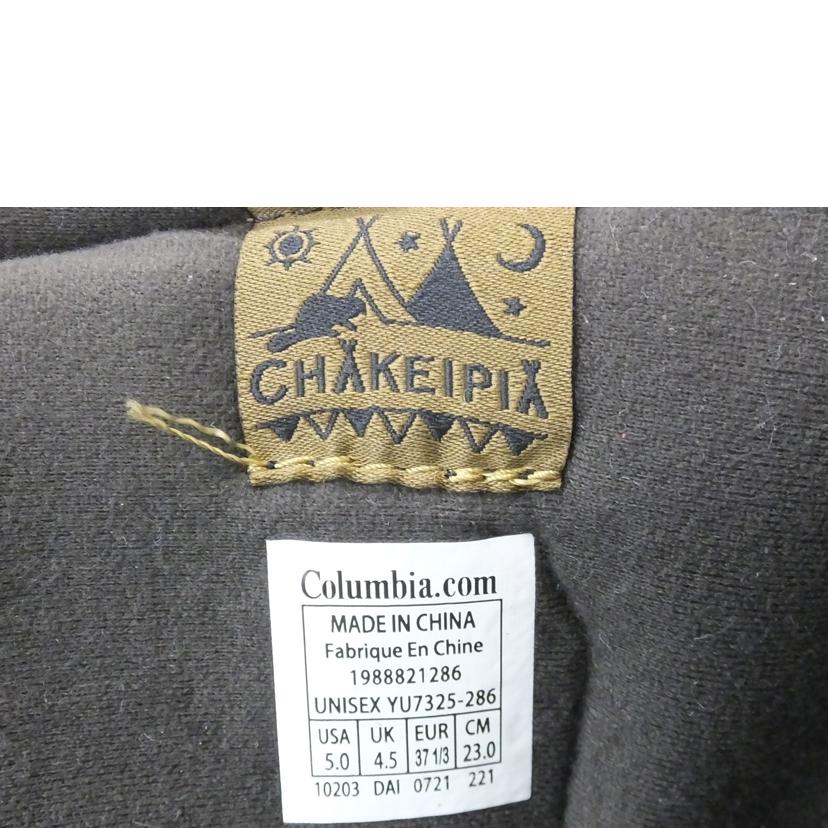 CHAKEIPIA
Columbia.com
MADE IN CHINA
Fabrique En Chine
1988821286
UNISEX YU7325-286
USA UK EUR CM
5.0 4.5 37 1/3 23.0
10203 DAI 0721 221